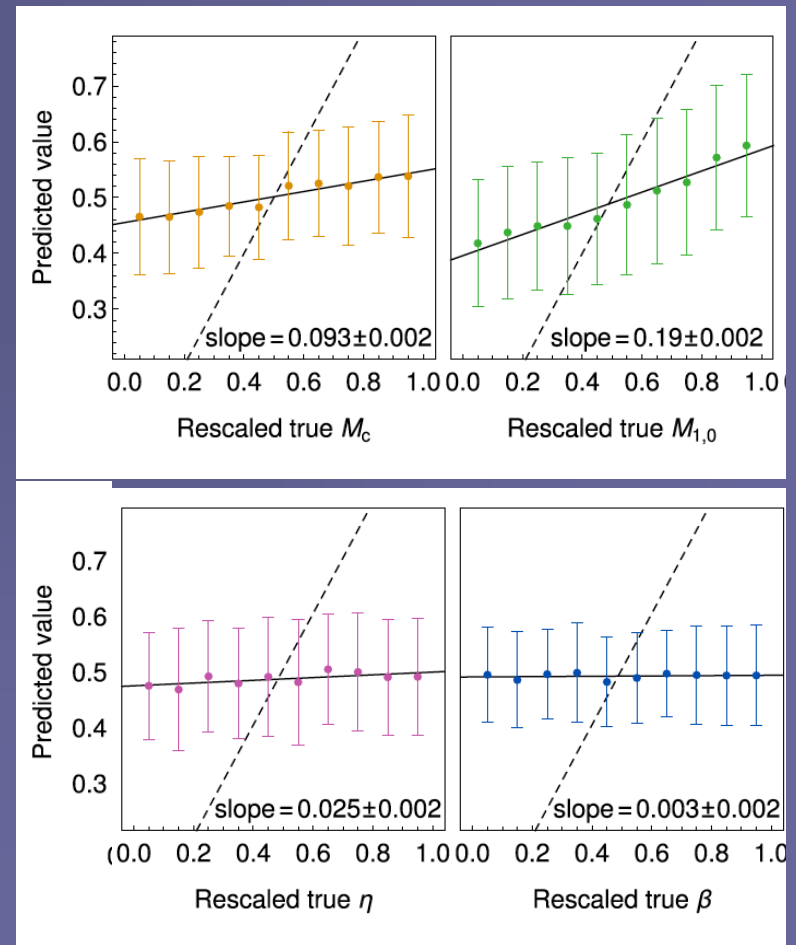 Predicted value
0.7
0.6
0.5
0.4
0.3
slope=0.093±0.002
slope=0.19±0.002
0.0 0.2 0.4 0.6 0.8 1.0 0.0 0.2 0.4 0.6 0.8 1.0
Rescaled true Mc
Rescaled true M1,0
Predicted value
0.7
0.6
0.5
0.4
0.3
slope=0.025±0.002
slope=0.003±0.002
0.0 0.2 0.4 0.6 0.8 1.0 0.0 0.2 0.4 0.6 0.8 1.0
Rescaled true η
Rescaled true β